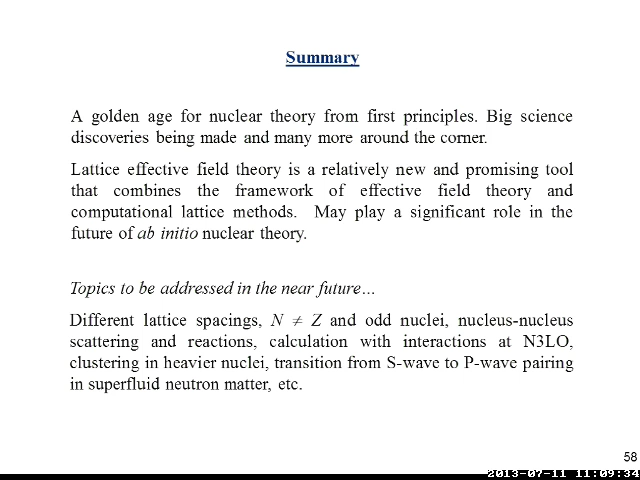 Summary
A golden age for nuclear theory from first principles. Big science
discoveries being made and many more around the corner.
Lattice effective field theory is a relatively new and promising tool
that combines the framework of effective field theory and
computational lattice methods. May play a significant role in the
future of ab initio nuclear theory.
Topics to be addressed in the near future…
Different lattice spacings, N ≠ Z and odd nuclei, nucleus-nucleus
scattering and reactions, calculation with interactions at N3LO,
clustering in heavier nuclei, transition from S-wave to P-wave pairing
in superfluid neutron matter, etc.
58
2013-07-11 11:09:34